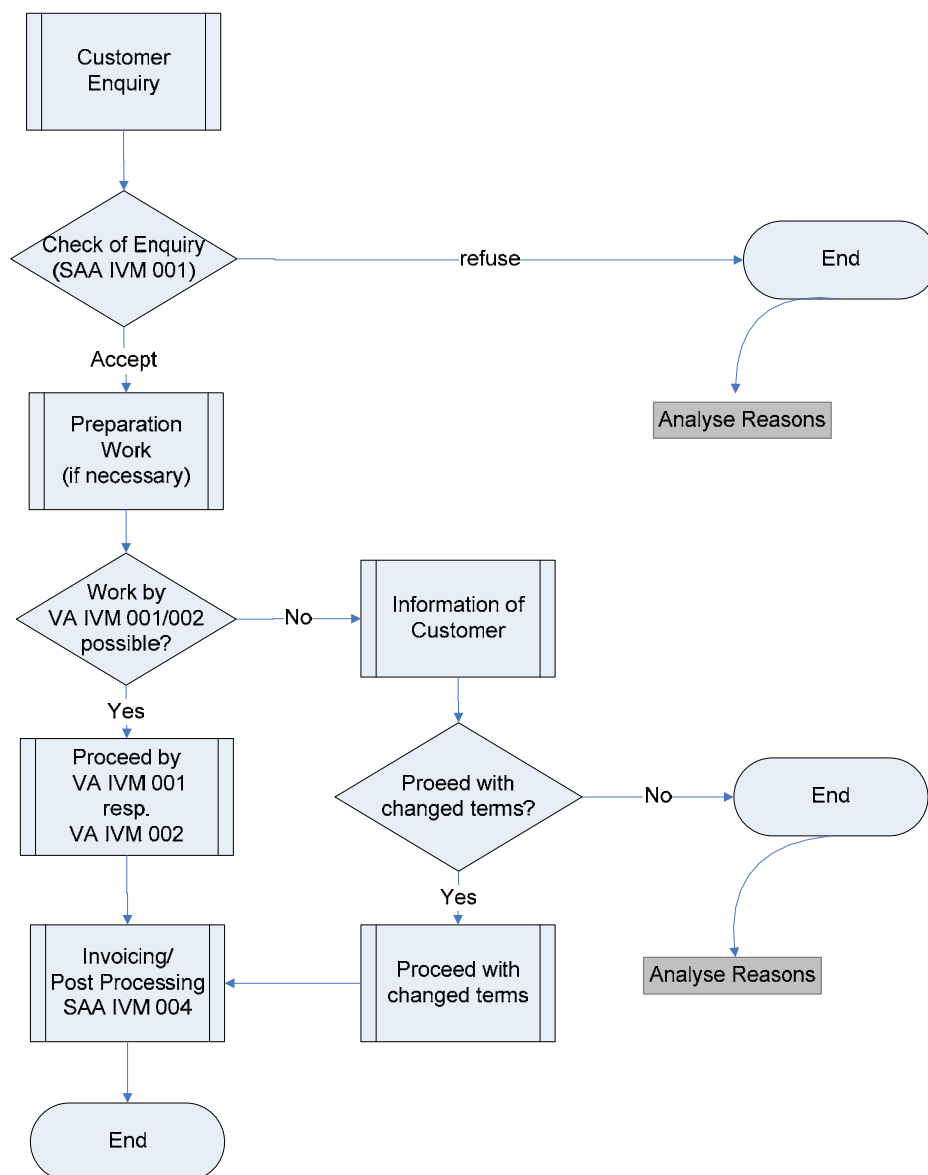 Customer
Enquiry
Check of Enquiry
(SAA IVM 001)
refuse
End
Accept
Analyse Reasons
Preparation
Work
(if necessary)
Work by
VA IVM 001/002
possible?
No
Information of
Customer
Yes
Proceed by
VA IVM 001
resp.
VA IVM 002
Proeed with
changed terms?
No
End
Yes
Invoicing/
Post Processing
SAA IVM 004
Proceed with
changed terms
Analyse Reasons
End